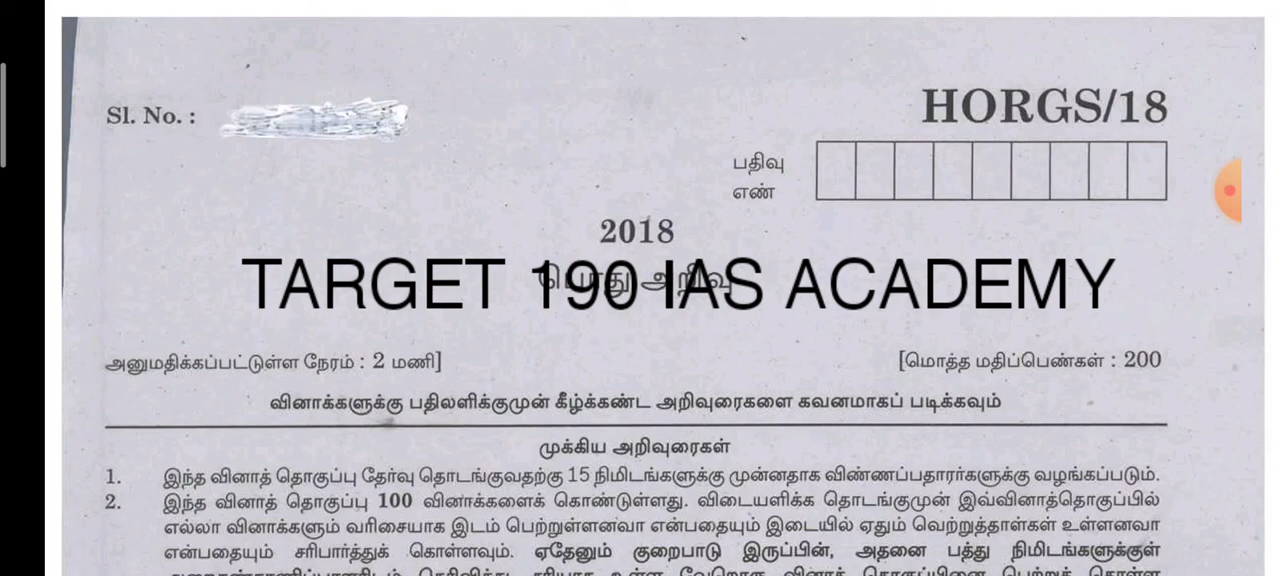 HORGS/18
Sl. No. :
பதிவு
எண்
2018
பொது அறிவு
TARGET 190 IAS ACADEMY
அனுமதிக்கப்பட்டுள்ள நேரம் : 2 மணி]
[மொத்த மதிப்பெண்கள் : 200
வினாக்களுக்கு பதிலளிக்குமுன் கீழ்க்கண்ட அறிவுரைகளை கவனமாகப் படிக்கவும்
முக்கிய அறிவுரைகள்
1. இந்த வினாத் தொகுப்பு தேர்வு தொடங்குவதற்கு 15 நிமிடங்களுக்கு முன்னதாக விண்ணப்பதாரர்களுக்கு வழங்கப்படும்.
2. இந்த வினாத் தொகுப்பு 100 வினாக்களைக் கொண்டுள்ளது. விடையளிக்க தொடங்குமுன் இவ்வினாத்தொகுப்பில்
எல்லா வினாக்களும் வரிசையாக இடம் பெற்றுள்ளனவா என்பதையும் இடையில் ஏதும் வெற்றுத்தாள்கள் உள்ளனவா
என்பதையும் சரிபார்த்துக் கொள்ளவும். ஏதேனும் குறைபாடு இருப்பின், அதனை பத்து நிமிடங்களுக்குள்